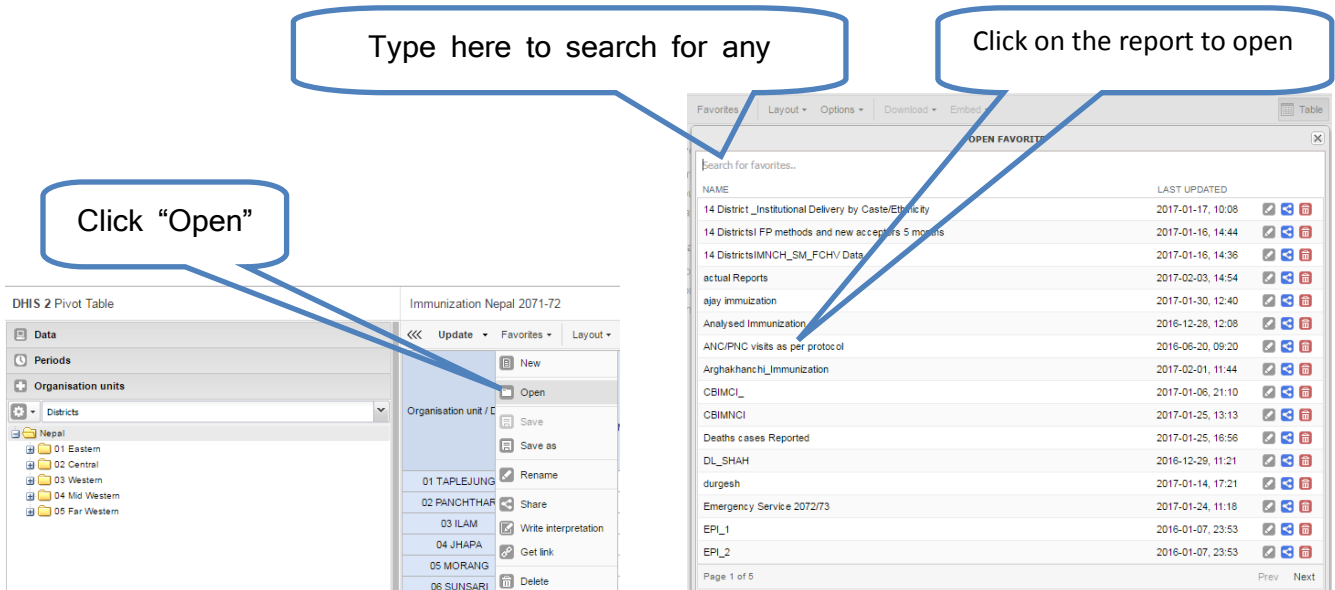 Type here to search for any
Click on the report to open
Click “Open”
DHIS 2 Pivot Table
Data
Periods
Organisation units
Districts
Nepal
01 Eastern
02 Central
03 Western
04 Mid Western
05 Far Western
Immunization Nepal 2071-72
Update Favorites Layout
Organisation unit /
New
Open
Save
Save as
Rename
Share
Write interpretation
Get link
Delete
01 TAPLEJUNG
02 PANCHTHAR
03 ILAM
04 JHAPA
05 MORANG
06 SUNSARI
Favorites Layout Options Download Embed Table
OPEN FAVORITE
Search for favorites..
NAME LAST UPDATED
14 District _Institutional Delivery by Caste/Ethnicity 2017-01-17, 10:08
14 DistrictsI FP methods and new acceptors 5 months 2017-01-16, 14:44
14 DistrictsIMNCH_SM_FCHV Data 2017-01-16, 14:36
actual Reports 2017-02-03, 14:54
ajay immuization 2017-01-30, 12:40
Analysed Immunization 2016-12-28, 12:08
ANC/PNC visits as per protocol 2016-06-20, 09:20
Arghakhanchi_Immunization 2017-02-01, 11:44
CBIMCI_ 2017-01-06, 21:10
CBIMNCI 2017-01-25, 13:13
Deaths cases Reported 2017-01-25, 16:56
DL_SHAH 2016-12-29, 11:21
durgesh 2017-01-14, 17:21
Emergency Service 2072/73 2017-01-24, 11:18
EPI_1 2016-01-07, 23:53
EPI_2 2016-01-07, 23:53
Page 1 of 5 Prev Next